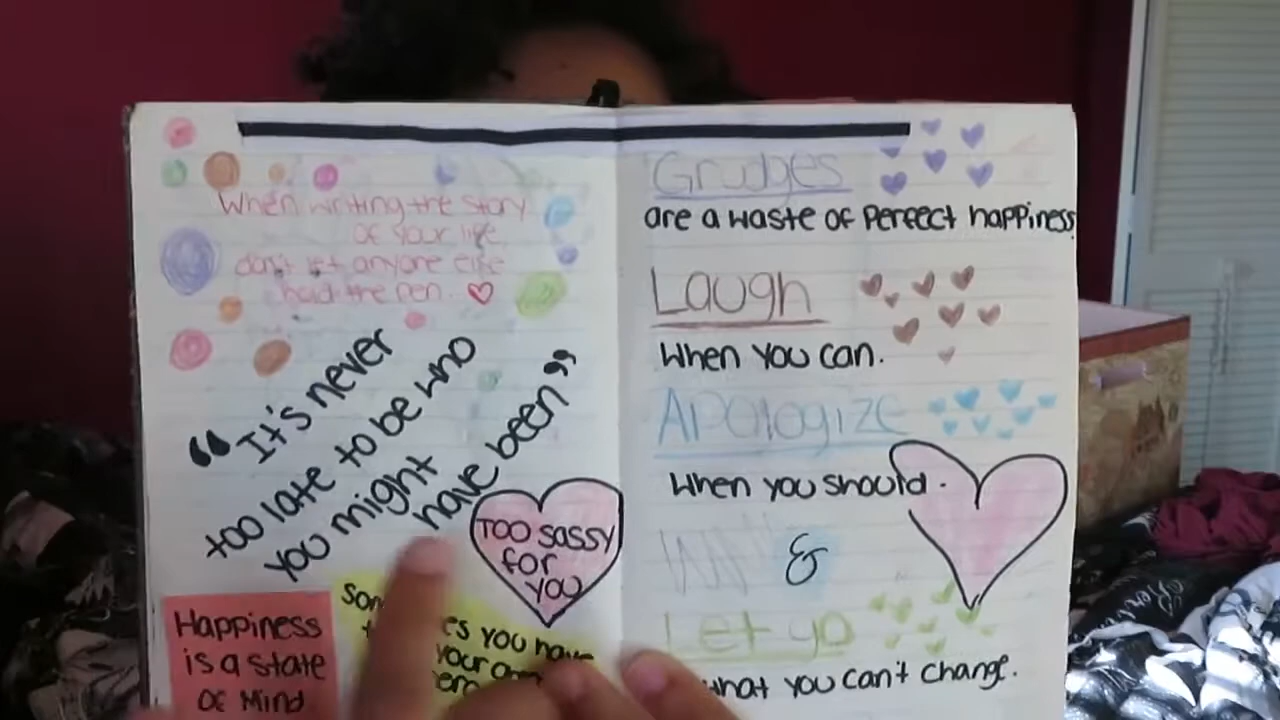 When writing the story
of your life,
don't let anyone else
hold the pen.
“It's never
too late to be who
you might
have been”
TOO SASSY
for
you
Happiness
is a state
of Mind
you have
your
Grudges
are a waste of perfect happiness
Laugh
when you can.
Apologize
when you should.
&
Let go
what you can't change.